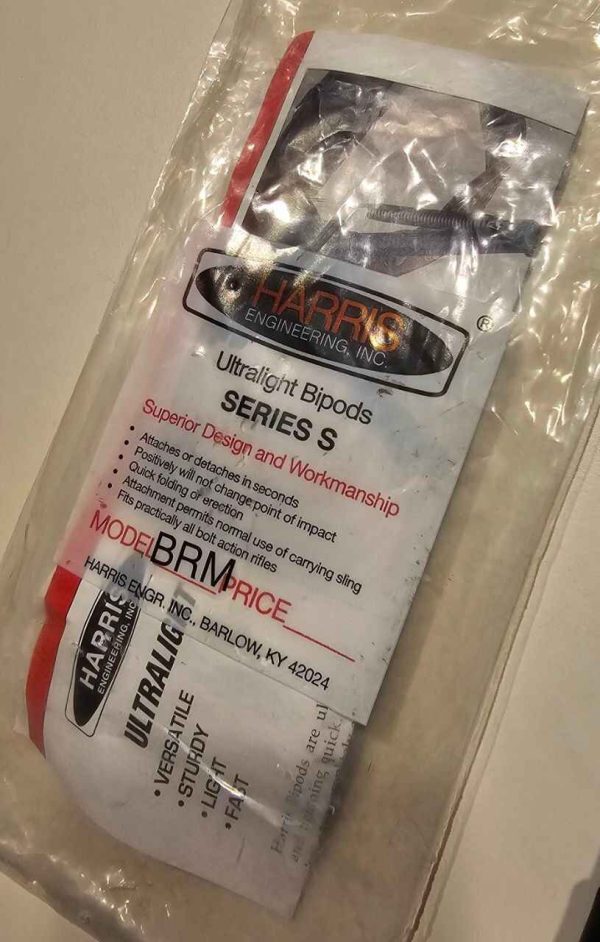 HARRIS
ENGINEERING, INC.
®
Ultralight Bipods
SERIES S
Superior Design and Workmanship
• Attaches or detaches in seconds
• Positively will not change point of impact
• Quick folding or erection
• Attachment permits normal use of carrying sling
• Fits practically all bolt action rifles
MODEL BRM PRICE
HARRIS ENGR. INC., BARLOW, KY 42024
HARRIS
ENGINEERING, INC
ULTRALIG
• VERSATILE
• STURDY
• LIGHT
• FAST
ipods are ul
quick